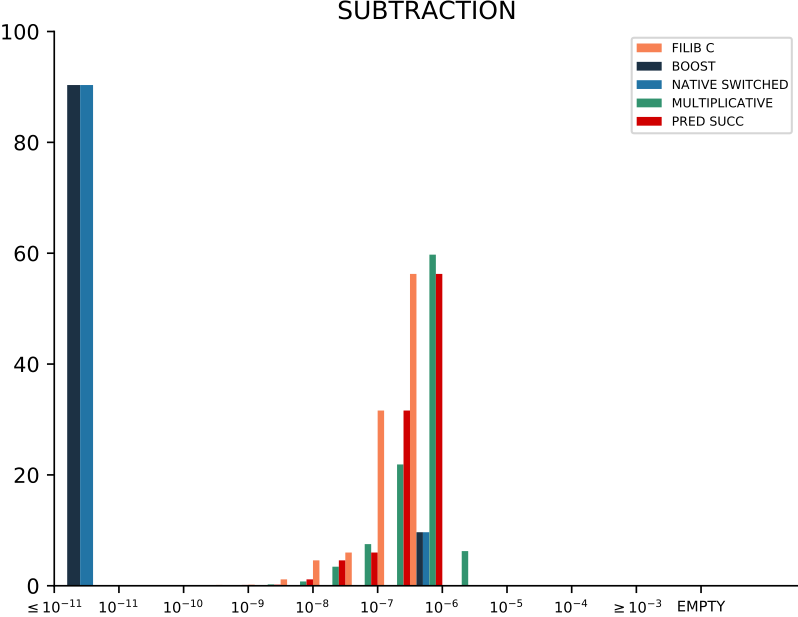 SUBTRACTION
100
80
60
40
20
0
FILIB C
BOOST
NATIVE SWITCHED
MULTIPLICATIVE
PRED SUCC
≤ 10⁻¹¹ 10⁻¹¹ 10⁻¹⁰ 10⁻⁹ 10⁻⁸ 10⁻⁷ 10⁻⁶ 10⁻⁵ 10⁻⁴ ≥ 10⁻³ EMPTY